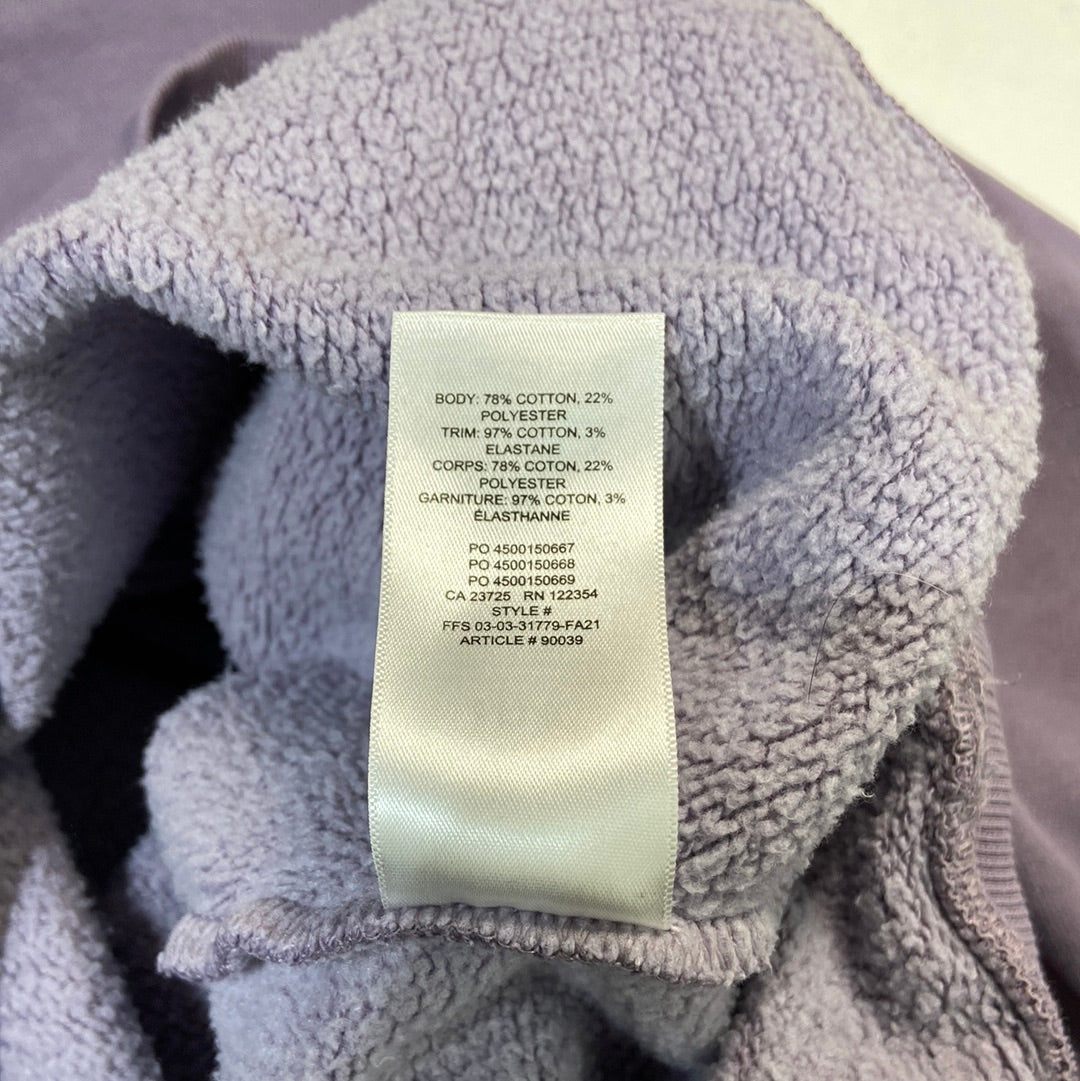 BODY: 78% COTTON, 22%
POLYESTER
TRIM: 97% COTTON, 3%
ELASTANE
CORPS: 78% COTON, 22%
POLYESTER
GARNITURE: 97% COTON, 3%
ÉLASTHANNE
PO 4500150667
PO 4500150668
PO 4500150669
CA 23725 RN 122354
STYLE #
FFS 03-03-31779-FA21
ARTICLE # 90039